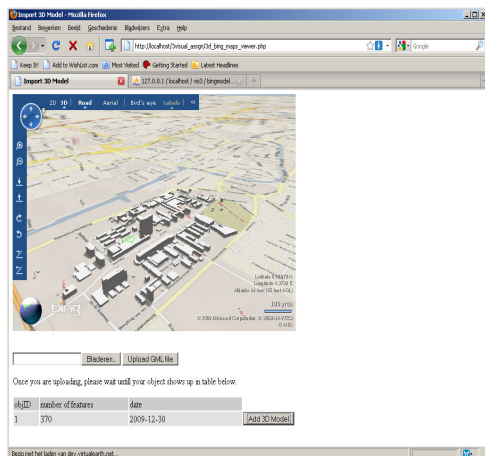 Import 3D Model - Mozilla Firefox
Bestand Bewerken Beeld Geschiedenis Bladwijzers Extra Help
http://localhost/3visual_assgn/3d_bing_maps_viewer.php
Google
Keep It! Add to WishList.com Most Visited Getting Started Latest Headlines
Import 3D Model 127.0.0.1 / localhost / vis3 / bingmodel
2D 3D Road Aerial Bird's eye Labels
100 yrds
bing
Bladeren.. Upload GML file
Once you are uploading, please wait untill your object shows up in table below.
objID number of features date
1 370 2009-12-30 Add 3D Model
Bezig met het laden van dev.virtualearth.net...